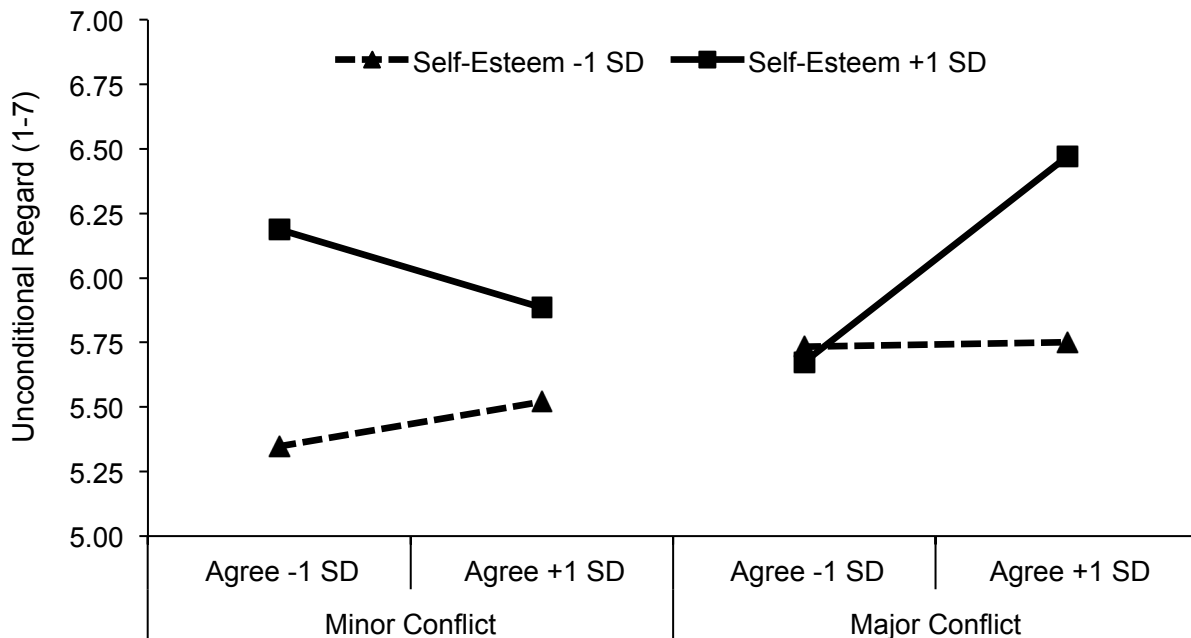 7.00
Self-Esteem -1 SD Self-Esteem +1 SD
6.75
6.50
6.25
6.00
5.75
5.50
5.25
5.00
Unconditional Regard (1-7)
Agree -1 SD Agree +1 SD Agree -1 SD Agree +1 SD
Minor Conflict Major Conflict